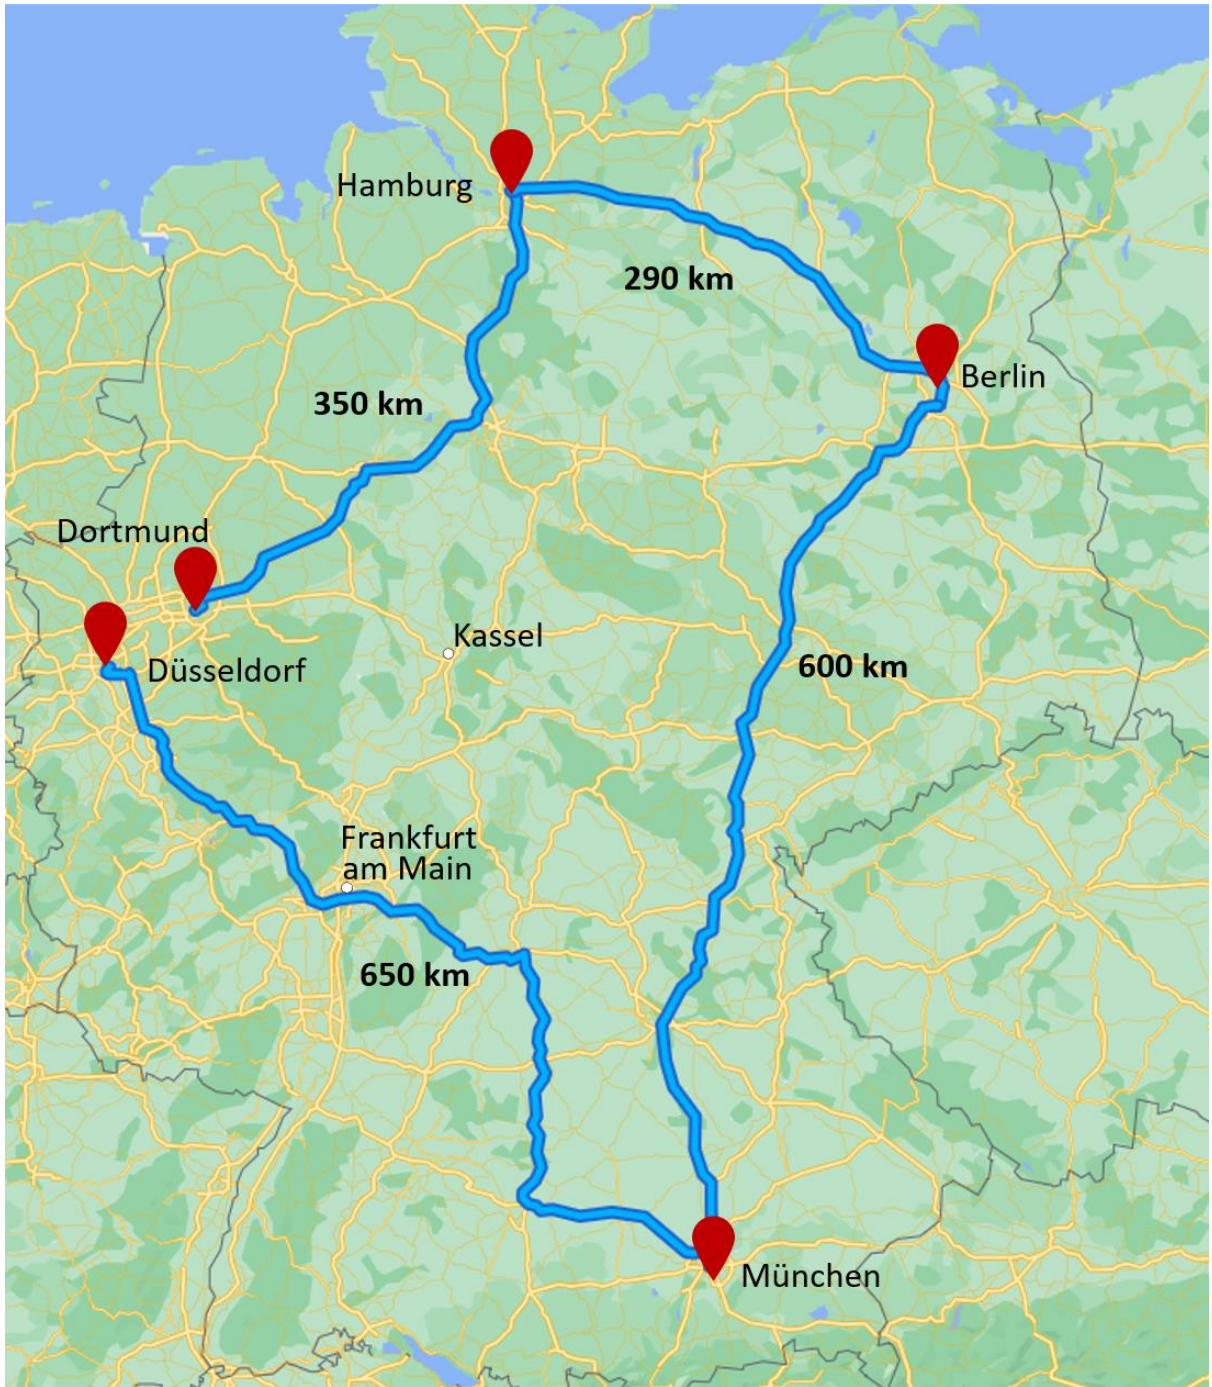 Hamburg
290 km
Berlin
350 km
Dortmund
Kassel
600 km
Düsseldorf
Frankfurt
am Main
650 km
München